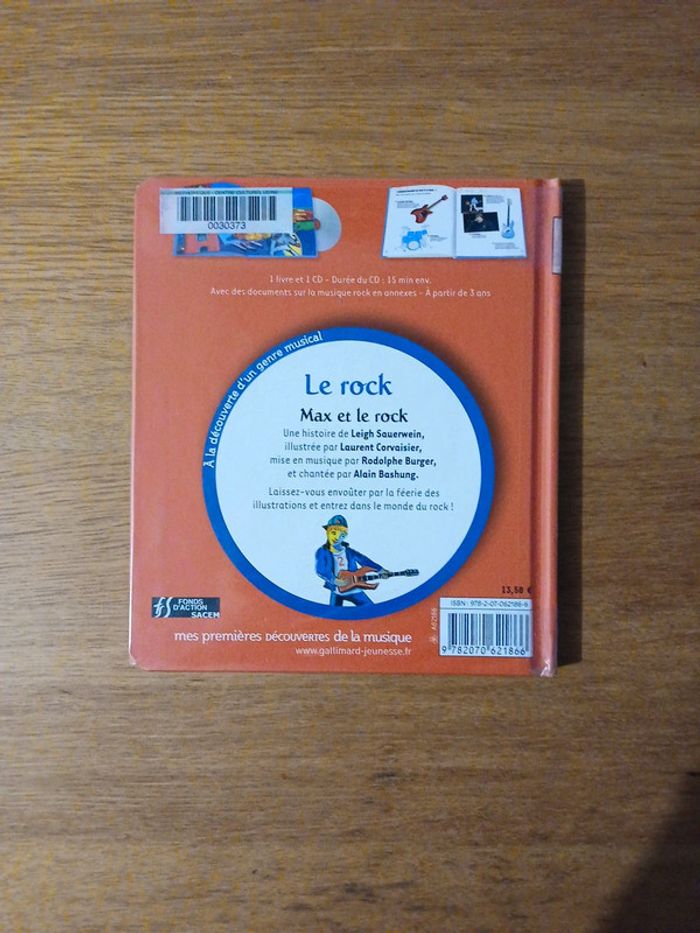 MEDIATHEQUE - CENTRE CULTUREL
0030373
1 livre et 1 CD – Durée du CD : 15 min env.
Avec des documents sur la musique rock en annexes – À partir de 3 ans
À la découverte d'un genre musical
Le rock
Max et le rock
Une histoire de Leigh Sauerwein,
illustrée par Laurent Corvaisier,
mise en musique par Rodolphe Burger,
et chantée par Alain Bashung.
Laissez-vous envoûter par la féerie des
illustrations et entrez dans le monde du rock !
13,50 €
FONDS
D'ACTION
SACEM
A62186
ISBN : 978-2-07-062186-6
9 782070 621866
mes premières DÉCOUVERTES de la musique
www.gallimard-jeunesse.fr